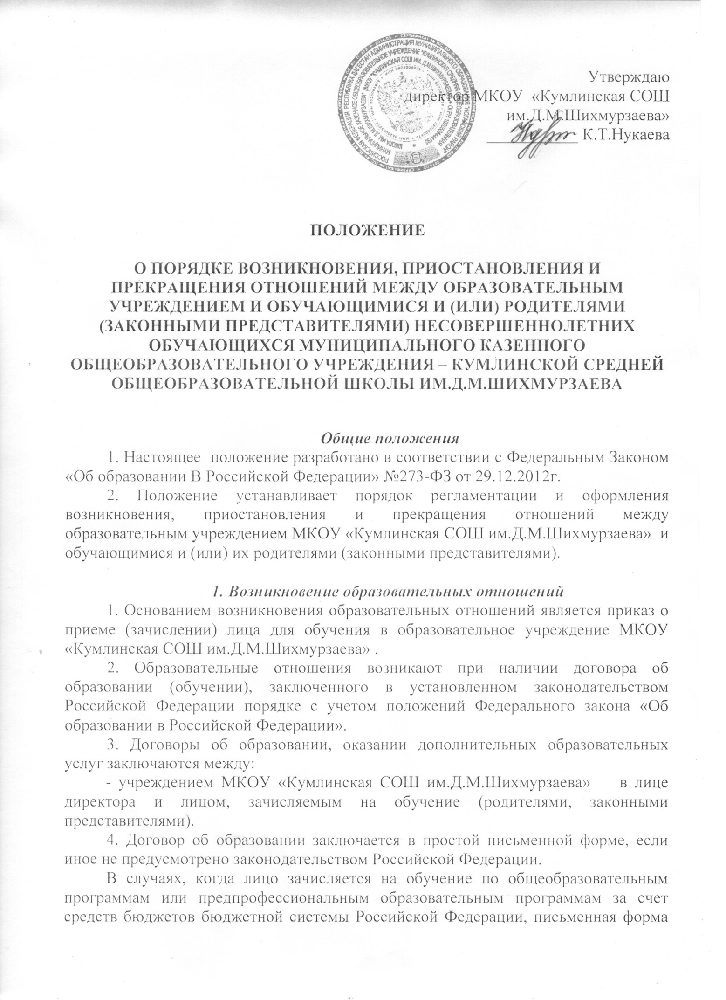 Утверждаю
директор МКОУ «Кумлинская СОШ
им.Д.М.Шихмурзаева»
К.Т.Нукаева
ПОЛОЖЕНИЕ
О ПОРЯДКЕ ВОЗНИКНОВЕНИЯ, ПРИОСТАНОВЛЕНИЯ И
ПРЕКРАЩЕНИЯ ОТНОШЕНИЙ МЕЖДУ ОБРАЗОВАТЕЛЬНЫМ
УЧРЕЖДЕНИЕМ И ОБУЧАЮЩИМИСЯ И (ИЛИ) РОДИТЕЛЯМИ
(ЗАКОННЫМИ ПРЕДСТАВИТЕЛЯМИ) НЕСОВЕРШЕННОЛЕТНИХ
ОБУЧАЮЩИХСЯ МУНИЦИПАЛЬНОГО КАЗЕННОГО
ОБЩЕОБРАЗОВАТЕЛЬНОГО УЧРЕЖДЕНИЯ – КУМЛИНСКОЙ СРЕДНЕЙ
ОБЩЕОБРАЗОВАТЕЛЬНОЙ ШКОЛЫ ИМ.Д.М.ШИХМУРЗАЕВА
Общие положения
1. Настоящее положение разработано в соответствии с Федеральным Законом
«Об образовании В Российской Федерации» №273-ФЗ от 29.12.2012г.
2. Положение устанавливает порядок регламентации и оформления
возникновения, приостановления и прекращения отношений между
образовательным учреждением МКОУ «Кумлинская СОШ им.Д.М.Шихмурзаева» и
обучающимися и (или) их родителями (законными представителями).
1. Возникновение образовательных отношений
1. Основанием возникновения образовательных отношений является приказ о
приеме (зачислении) лица для обучения в образовательное учреждение МКОУ
«Кумлинская СОШ им.Д.М.Шихмурзаева» .
2. Образовательные отношения возникают при наличии договора об
образовании (обучении), заключенного в установленном законодательством
Российской Федерации порядке с учетом положений Федерального закона «Об
образовании в Российской Федерации».
3. Договоры об образовании, оказании дополнительных образовательных
услуг заключаются между:
- учреждением МКОУ «Кумлинская СОШ им.Д.М.Шихмурзаева» в лице
директора и лицом, зачисляемым на обучение (родителями, законными
представителями).
4. Договор об образовании заключается в простой письменной форме, если
иное не предусмотрено законодательством Российской Федерации.
В случаях, когда лицо зачисляется на обучение по общеобразовательным
программам или предпрофессиональным образовательным программам за счет
средств бюджетов бюджетной системы Российской Федерации, письменная форма